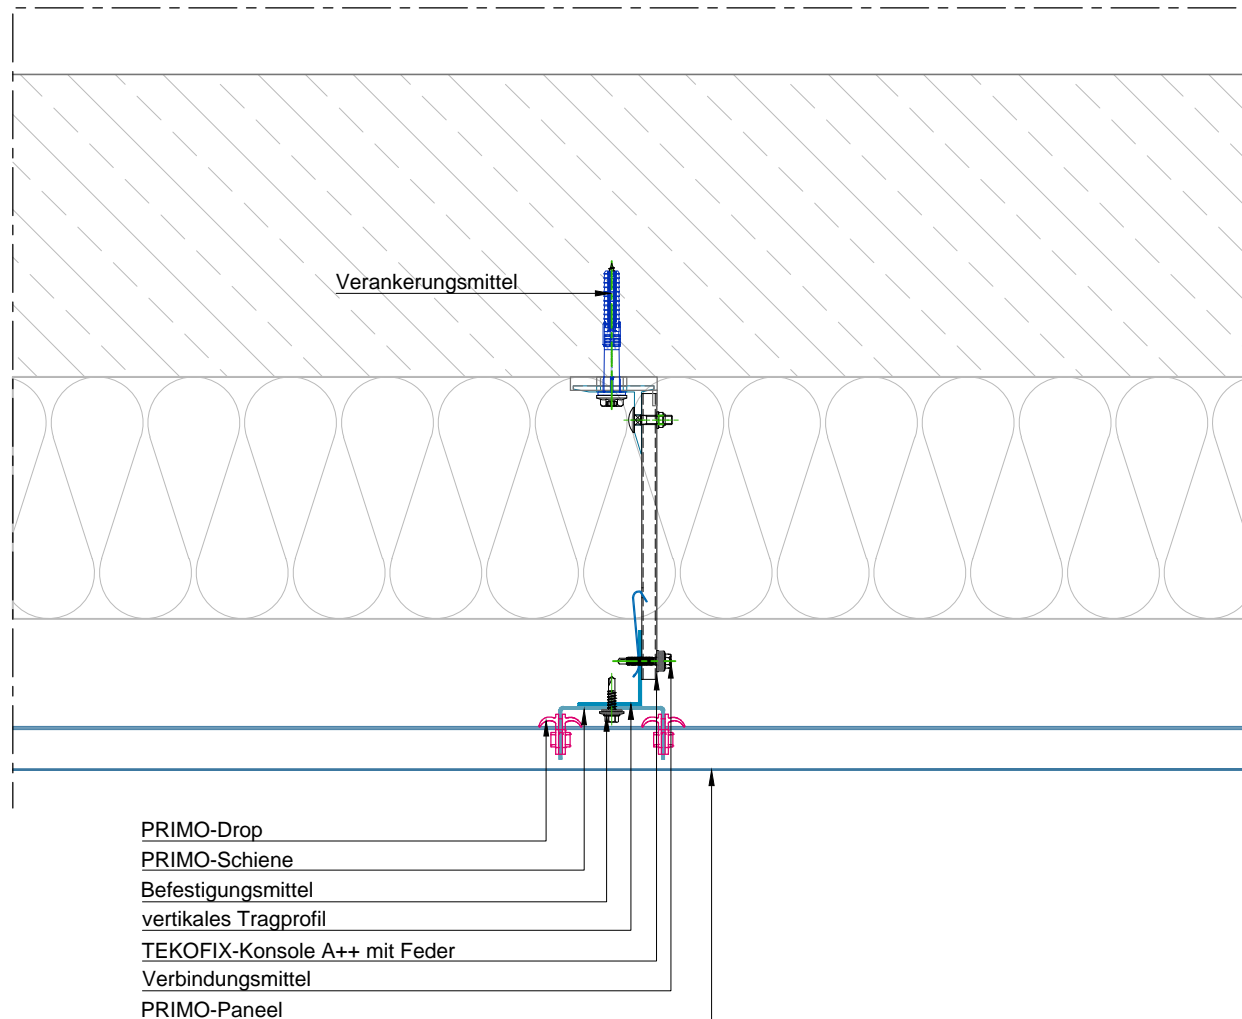 Verankerungsmittel
PRIMO-Drop
PRIMO-Schiene
Befestigungsmittel
vertikales Tragprofil
TEKOFIX-Konsole A++ mit Feder
Verbindungsmittel
PRIMO-Paneel